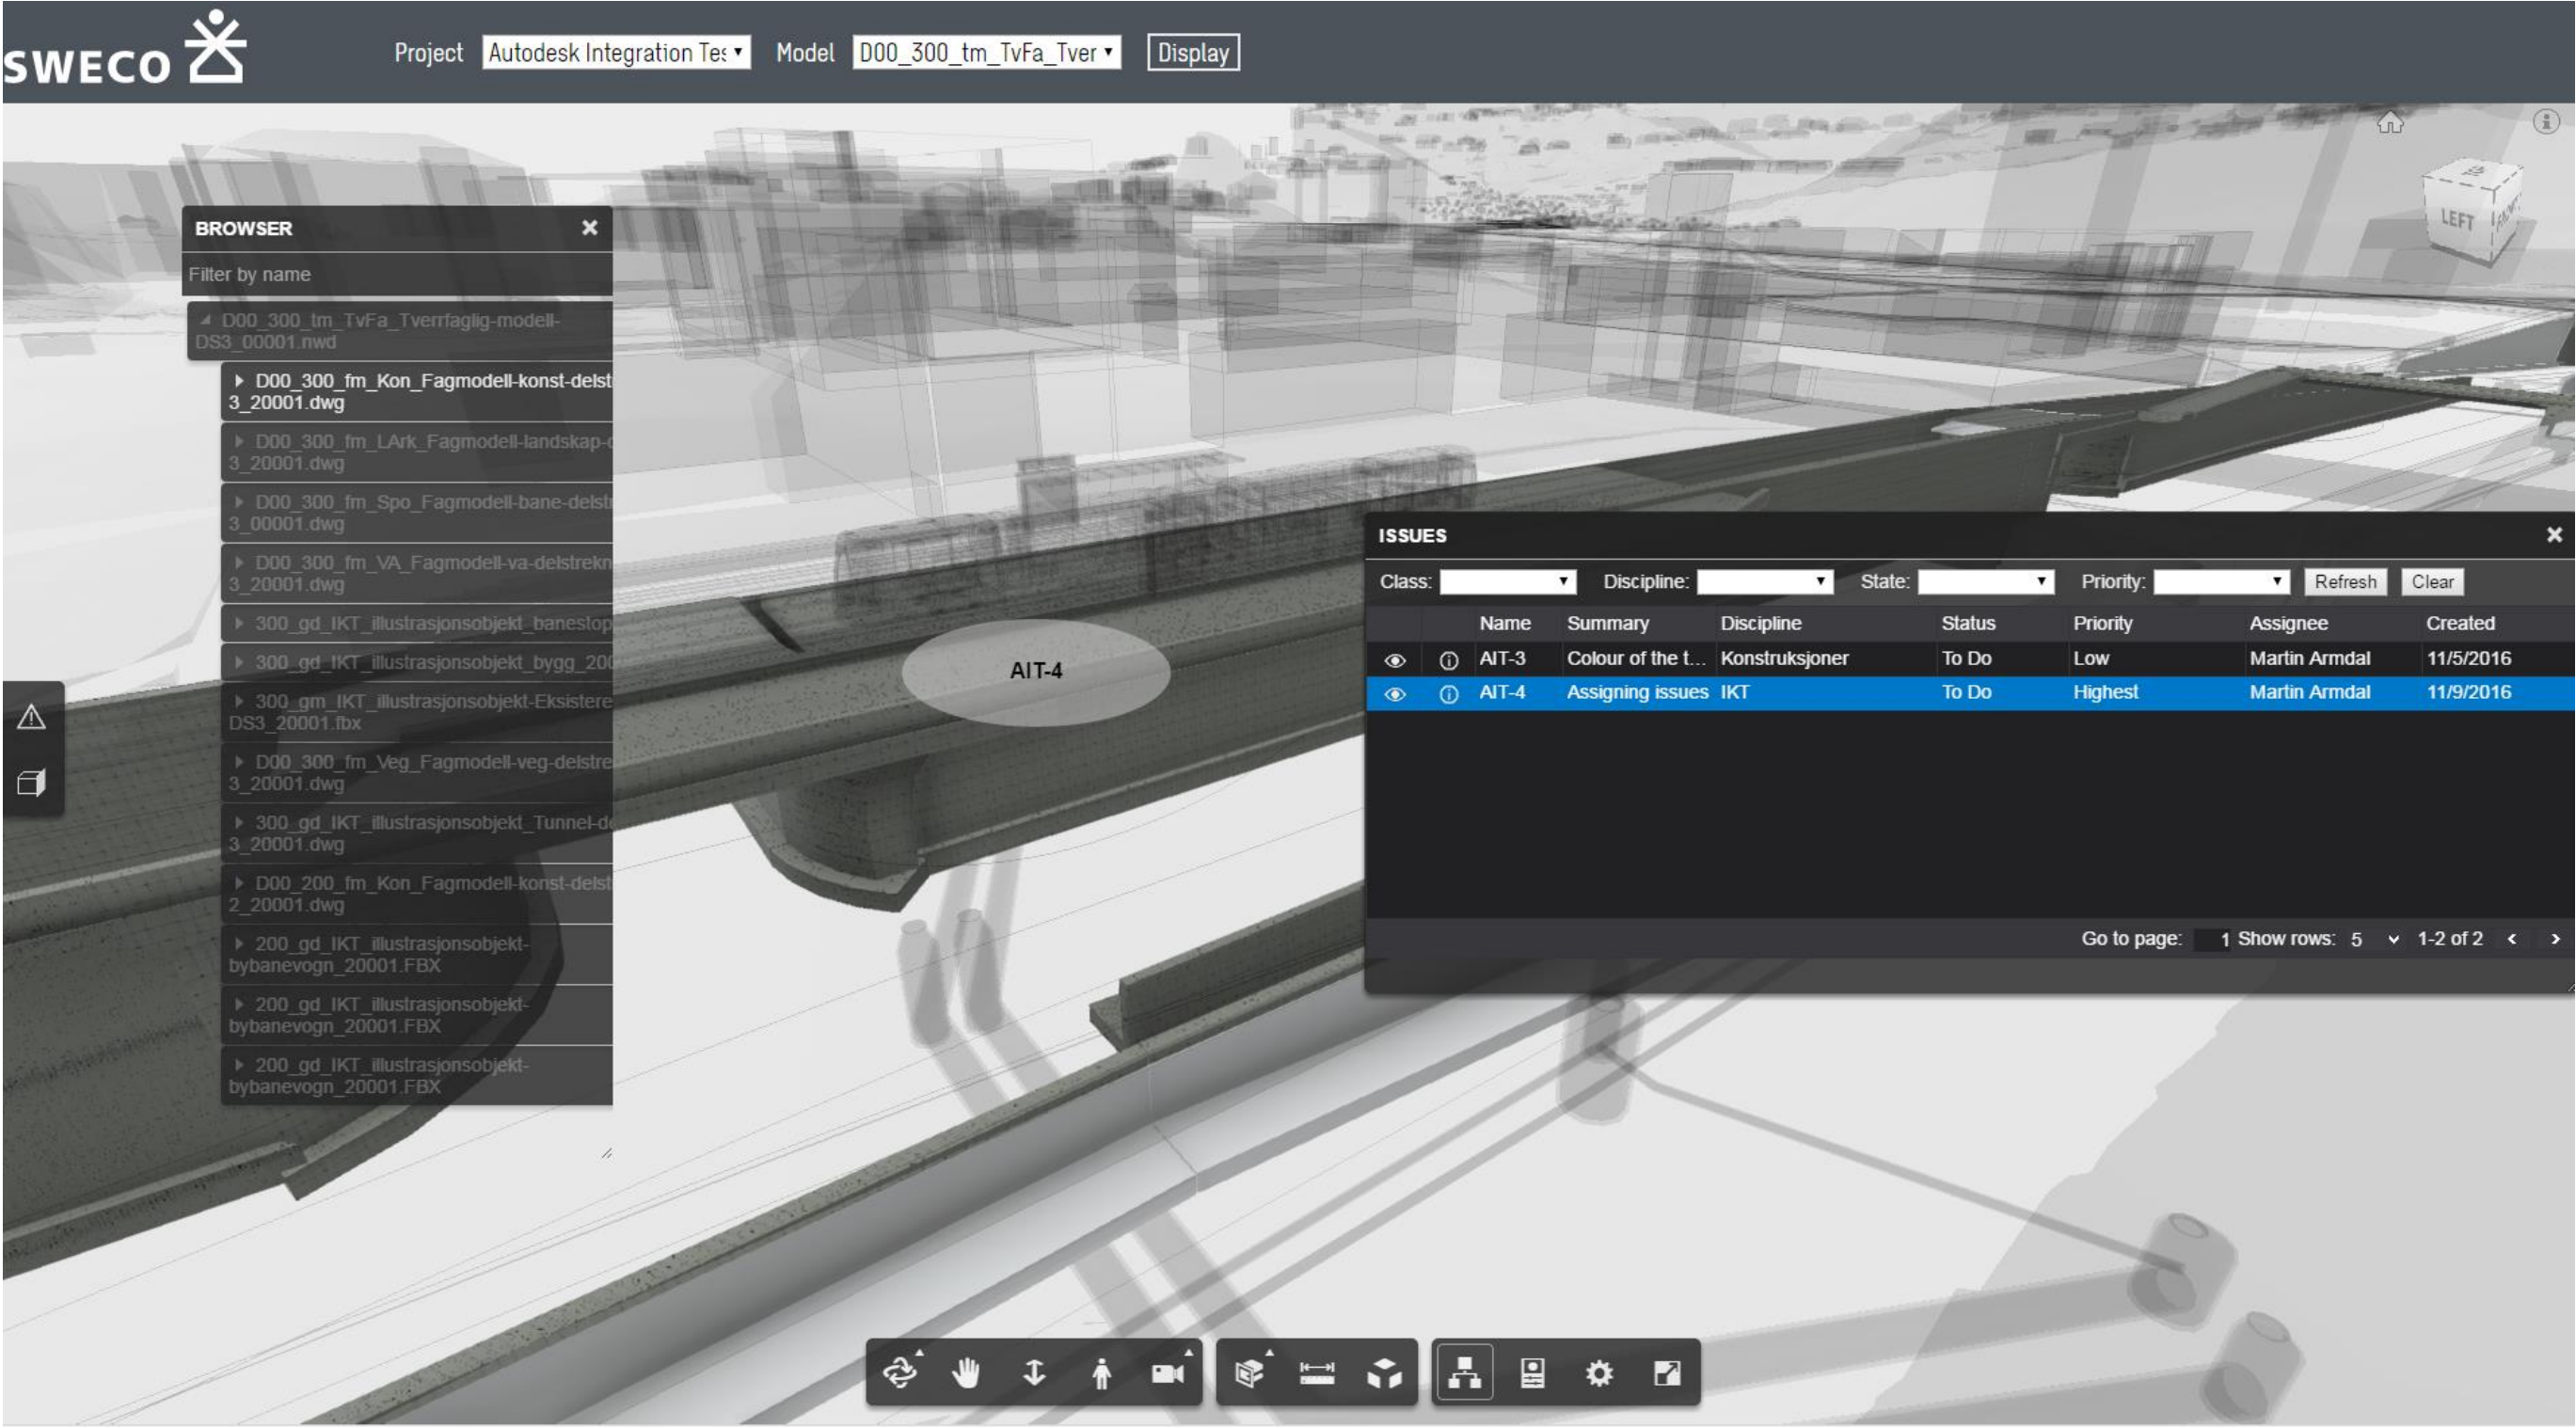 SWECO
Project Autodesk Integration Tes Model D00_300_tm_TvFa_Tver Display
LEFT
BROWSER
Filter by name
D00_300_tm_TvFa_Tverrfaglig-modell-
DS3_00001.nwd
D00_300_fm_Kon_Fagmodell-konst-delst
3_20001.dwg
D00_300_fm_LArk_Fagmodell-landskap-d
3_20001.dwg
D00_300_fm_Spo_Fagmodell-bane-delstr
3_00001.dwg
D00_300_fm_VA_Fagmodell-va-delstrekn
3_20001.dwg
300_gd_IKT_illustrasjonsobjekt_banestop
300_gd_IKT_illustrasjonsobjekt_bygg_200
300_gm_IKT_illustrasjonsobjekt-Eksistere
DS3_20001.fbx
D00_300_fm_Veg_Fagmodell-veg-delstre
3_20001.dwg
300_gd_IKT_illustrasjonsobjekt_Tunnel-de
3_20001.dwg
D00_200_fm_Kon_Fagmodell-konst-delst
2_20001.dwg
200_gd_IKT_illustrasjonsobjekt-
bybanevogn_20001.FBX
200_gd_IKT_illustrasjonsobjekt-
bybanevogn_20001.FBX
200_gd_IKT_illustrasjonsobjekt-
bybanevogn_20001.FBX
AIT-4
ISSUES
Class: Discipline: State: Priority: Refresh Clear
Name Summary Discipline Status Priority Assignee Created
AIT-3 Colour of the t... Konstruksjoner To Do Low Martin Armdal 11/5/2016
AIT-4 Assigning issues IKT To Do Highest Martin Armdal 11/9/2016
Go to page: 1 Show rows: 5 1-2 of 2